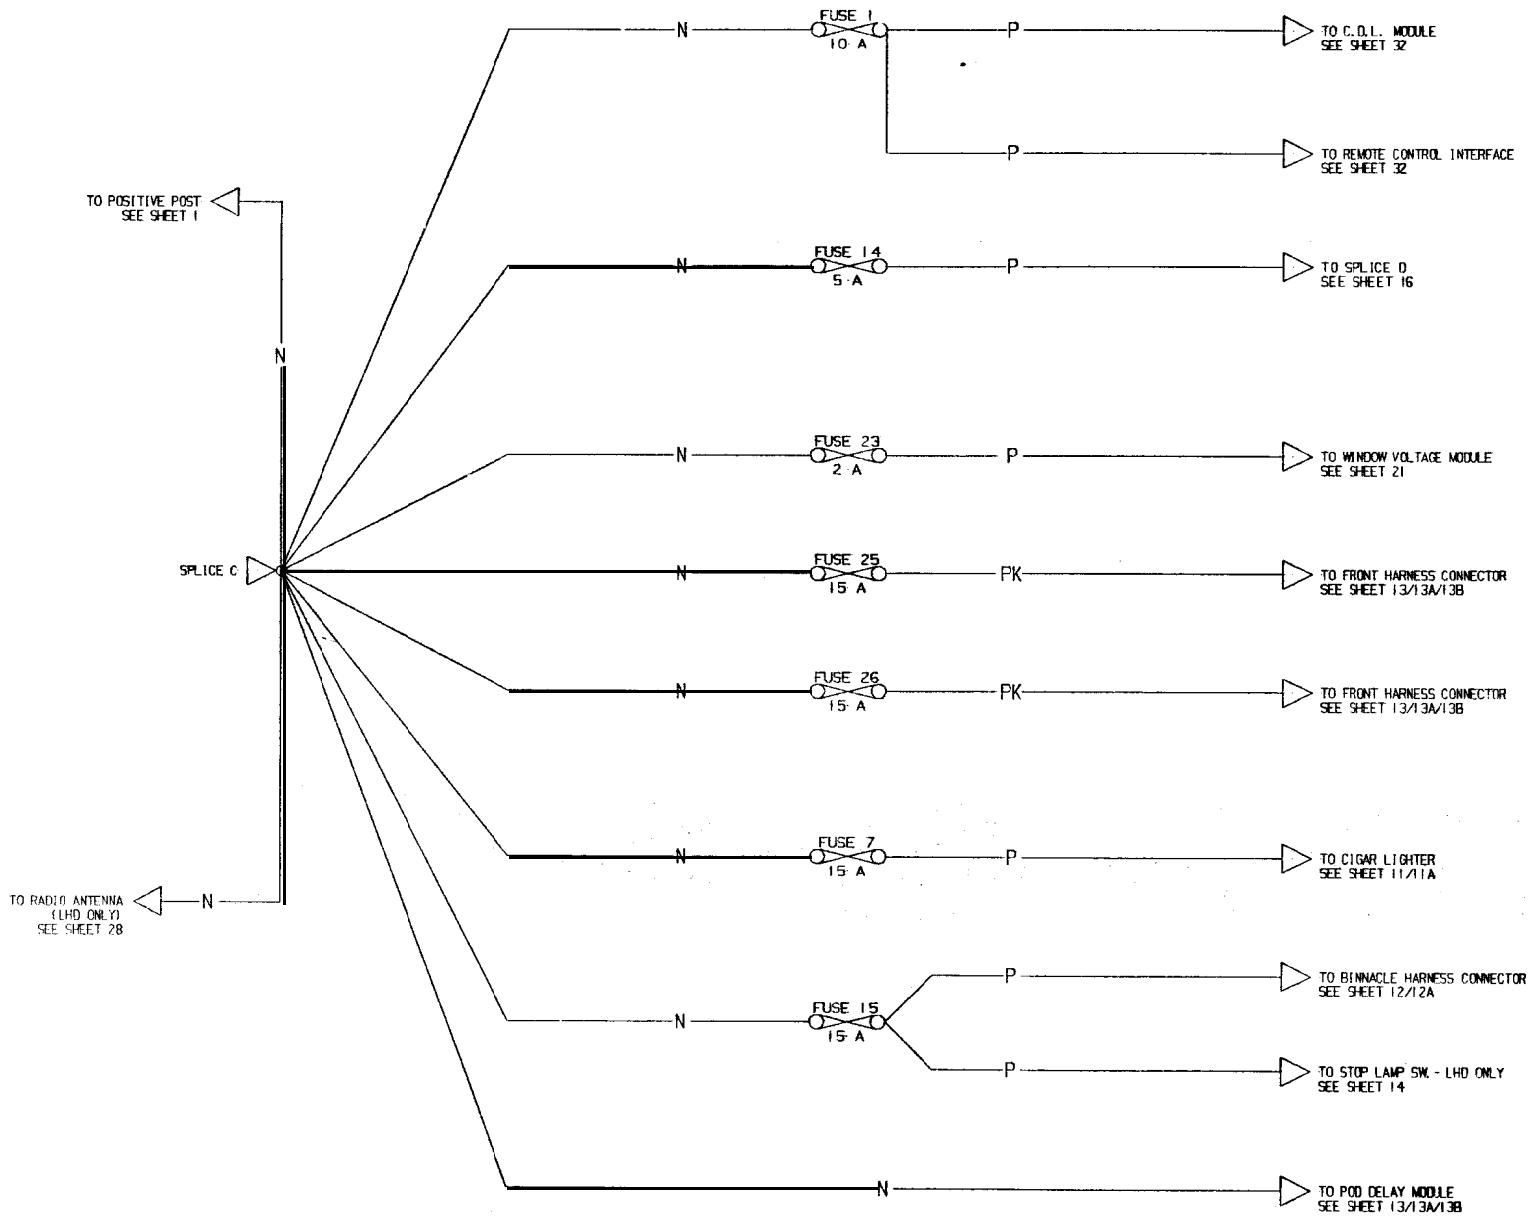 N
FUSE 1
10 A
P
TO C.D.L. MODULE
SEE SHEET 32
P
TO REMOTE CONTROL INTERFACE
SEE SHEET 32
TO POSITIVE POST
SEE SHEET 1
N
N
FUSE 14
5 A
P
TO SPLICE D
SEE SHEET 16
N
FUSE 23
2 A
P
TO WINDOW VOLTAGE MODULE
SEE SHEET 21
SPLICE C
N
FUSE 25
15 A
PK
TO FRONT HARNESS CONNECTOR
SEE SHEET 13/13A/13B
N
FUSE 26
15 A
PK
TO FRONT HARNESS CONNECTOR
SEE SHEET 13/13A/13B
N
FUSE 7
15 A
P
TO CIGAR LIGHTER
SEE SHEET 11/11A
TO RADIO ANTENNA
(LHD ONLY)
SEE SHEET 28
N
N
FUSE 15
15 A
P
TO BINNACLE HARNESS CONNECTOR
SEE SHEET 12/12A
P
TO STOP LAMP SW. - LHD ONLY
SEE SHEET 14
N
TO POD DELAY MODULE
SEE SHEET 13/13A/13B